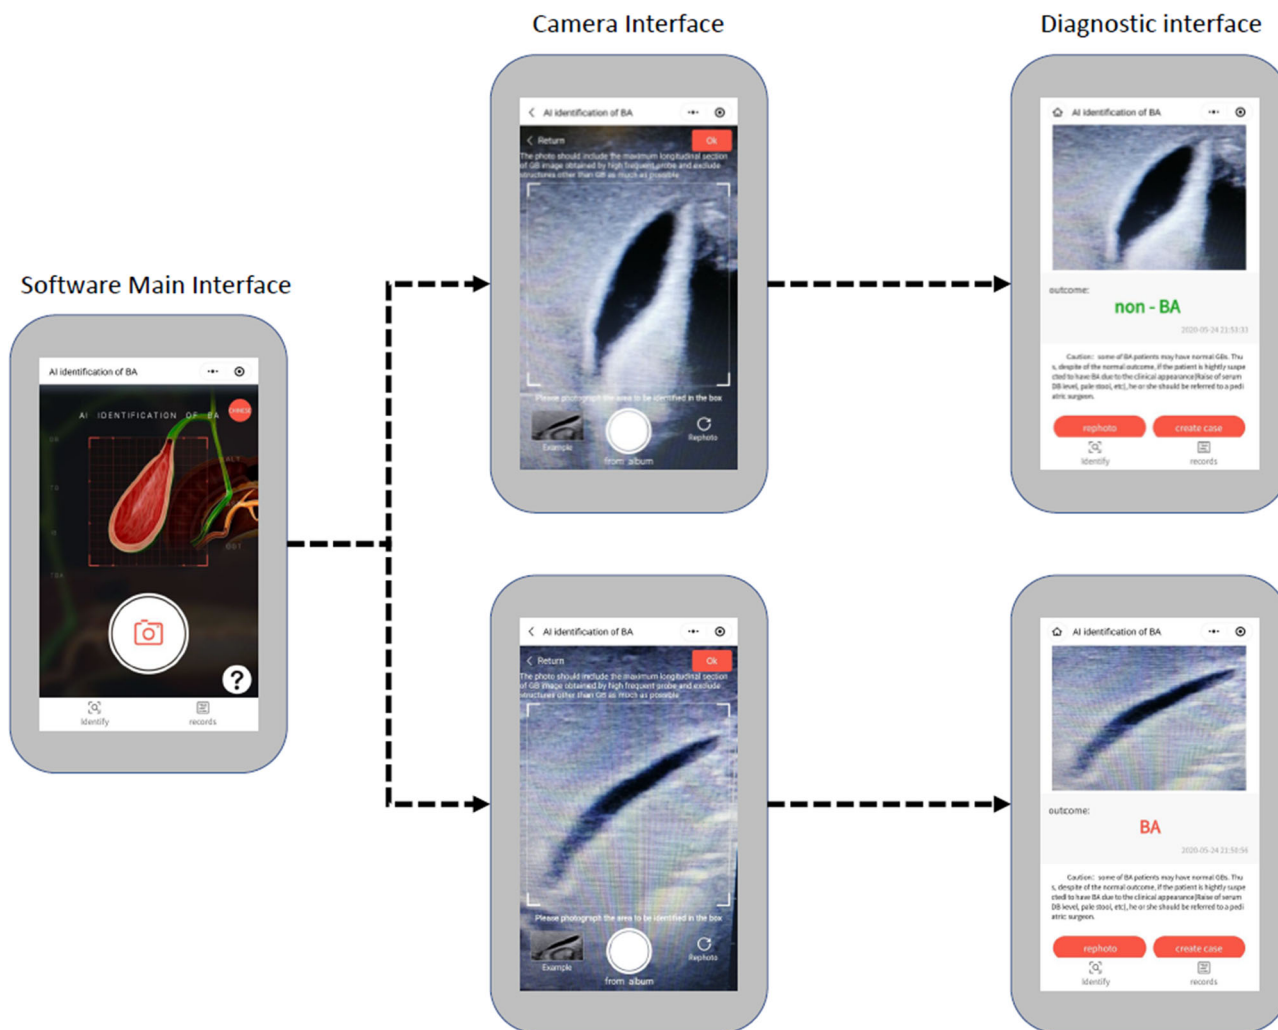 Camera Interface
Diagnostic interface
Software Main Interface
AI identification of BA
AI IDENTIFICATION OF BA
CHINESE
DB
ALT
TB
GGT
TBA
?
Identify
records
AI identification of BA
Return
Ok
The photo should include the maximum longitudinal section
of GB image obtained by high frequent probe and exclude
structures other than GB as much as possible
Please photograph the area to be identified in the box
Example
from album
Rephoto
AI identification of BA
outcome:
non - BA
2020-05-24 21:53:33
Caution: some of BA patients may have normal GBs. Thu
s, despite of the normal outcome, if the patient is hightly suspe
cted to have BA due to the clinical appearance(Raise of serum
DB level, pale stool, etc), he or she should be referred to a pedi
atric surgeon.
rephoto
create case
Identify
records
AI identification of BA
Return
Ok
The photo should include the maximum longitudinal section
of GB image obtained by high frequent probe and exclude
structures other than GB as much as possible
Please photograph the area to be identified in the box
Example
from album
Rephoto
AI identification of BA
outcome:
BA
2020-05-24 21:50:56
Caution: some of BA patients may have normal GBs. Thu
s, despite of the normal outcome, if the patient is hightly suspe
cted to have BA due to the clinical appearance(Raise of serum
DB level, pale stool, etc), he or she should be referred to a pedi
atric surgeon.
rephoto
create case
Identify
records